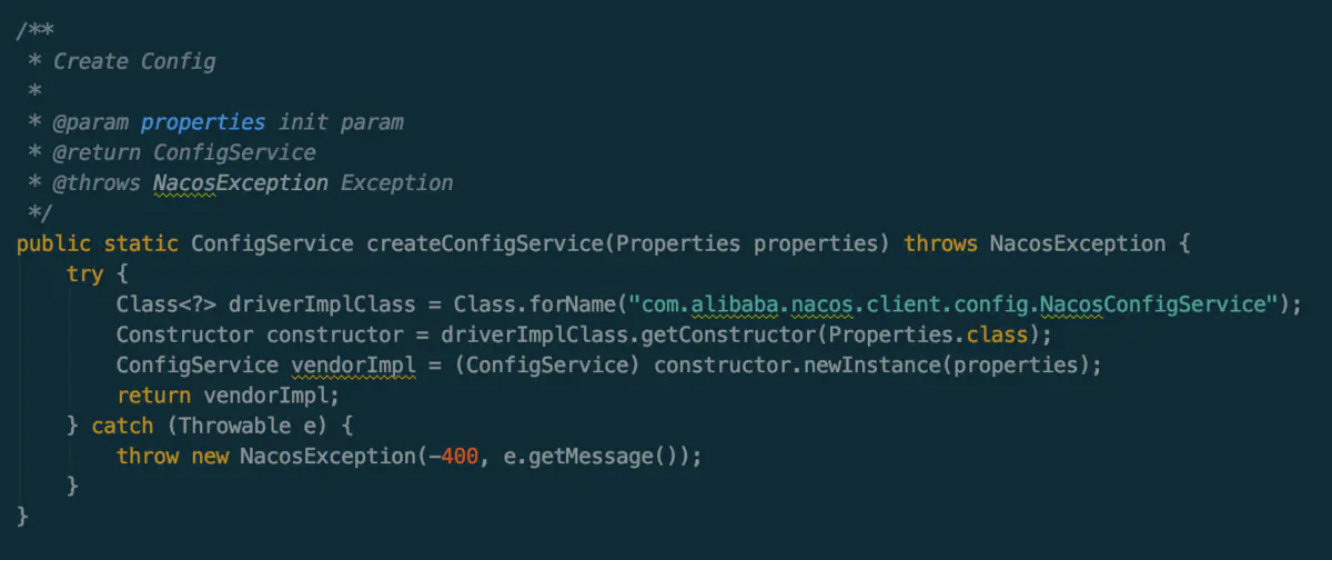 /**
 * Create Config
 *
 * @param properties init param
 * @return ConfigService
 * @throws NacosException Exception
 */
public static ConfigService createConfigService(Properties properties) throws NacosException {
    try {
        Class<?> driverImplClass = Class.forName("com.alibaba.nacos.client.config.NacosConfigService");
        Constructor constructor = driverImplClass.getConstructor(Properties.class);
        ConfigService vendorImpl = (ConfigService) constructor.newInstance(properties);
        return vendorImpl;
    } catch (Throwable e) {
        throw new NacosException(-400, e.getMessage());
    }
}